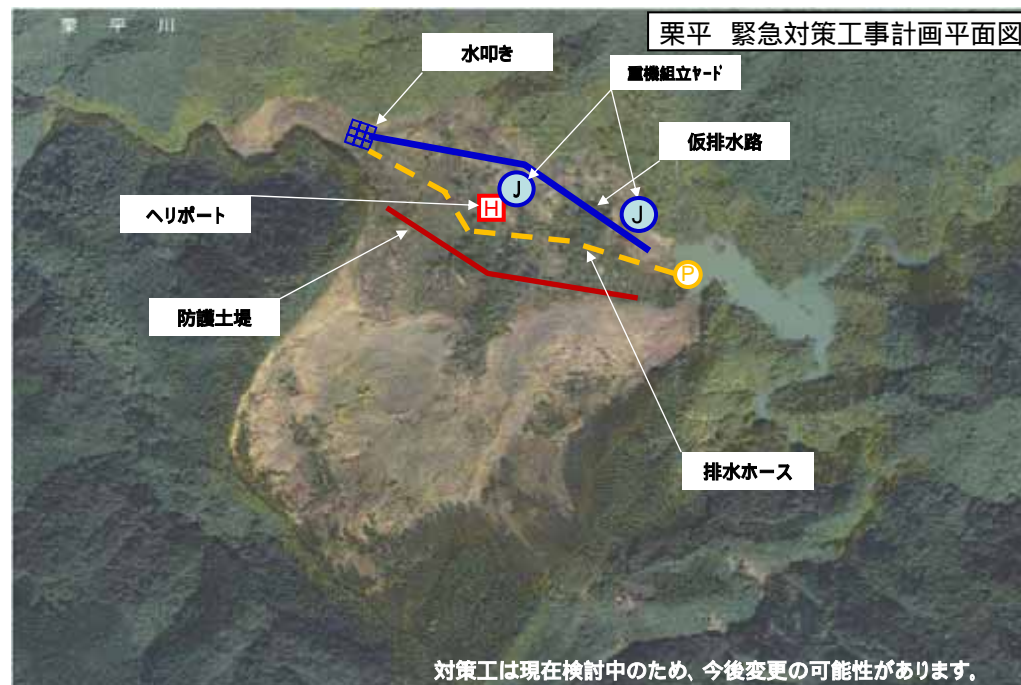 栗平川
栗平 緊急対策工事計画平面図
水叩き
重機組立ﾔｰﾄﾞ
仮排水路
J
J
H
ヘリポート
P
防護土堤
排水ホース
対策工は現在検討中のため、今後変更の可能性があります。